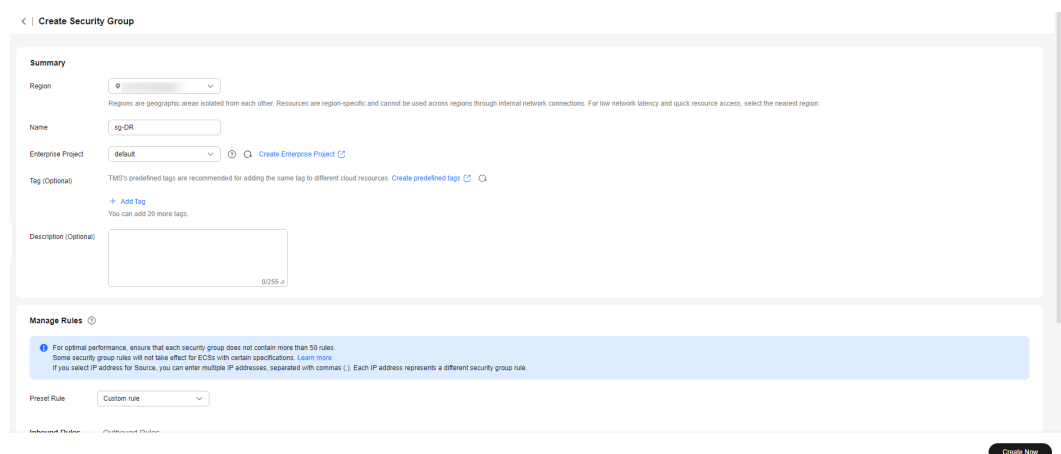 Create Security Group
Summary
Region
Regions are geographic areas isolated from each other. Resources are region-specific and cannot be used across regions through internal network connections. For low network latency and quick resource access, select the nearest region.
Name
sg-DR
Enterprise Project
default
Create Enterprise Project
Tag (Optional)
TMS's predefined tags are recommended for adding the same tag to different cloud resources. Create predefined tags
+ Add Tag
You can add 20 more tags.
Description (Optional)
0/255
Manage Rules
For optimal performance, ensure that each security group does not contain more than 50 rules.
Some security group rules will not take effect for ECSs with certain specifications. Learn more
If you select IP address for Source, you can enter multiple IP addresses, separated with commas (,). Each IP address represents a different security group rule.
Preset Rule
Custom rule
Inbound Rules Outbound Rules
Create Now